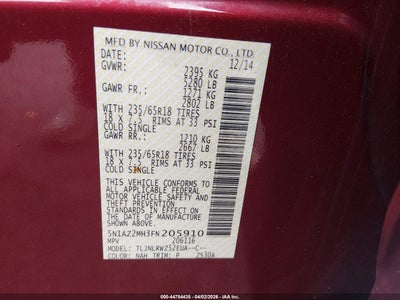 MFD BY NISSAN MOTOR CO., LTD.
DATE: 12/14
GVWR: 2395 KG
5280 LB
GAWR FR.: 1271 KG
2802 LB
WITH 235/65R18 TIRES
18 X 7.5 RIMS AT 33 PSI
COLD SINGLE
GAWR RR.: 1210 KG
2667 LB
WITH 235/65R18 TIRES
18 X 7.5 RIMS AT 33 PSI
COLD SINGLE
THIS VEHICLE CONFORMS TO
ALL APPLICABLE FEDERAL
MOTOR VEHICLE SAFETY AND
THEFT PREVENTION
STANDARDS IN EFFECT ON
THE DATE OF MANUFACTURE
SHOWN ABOVE.
5N1AZ2MH3FN205910
MPV 206116
MODEL: TLJNLRWZ52EUA--C--
COLOR: NAH TRIM: P 2530A
© IAAI - 44784435 - 04/02/2026 -